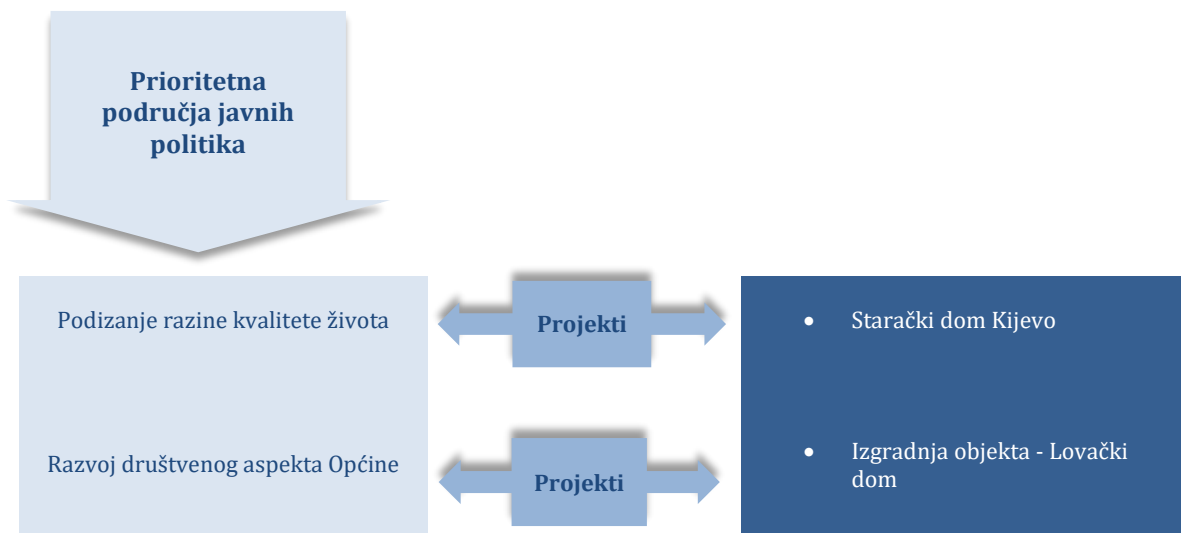 Prioritetna
područja javnih
politika
Podizanje razine kvalitete života
Projekti
• Starački dom Kijevo
Razvoj društvenog aspekta Općine
Projekti
• Izgradnja objekta - Lovački
dom